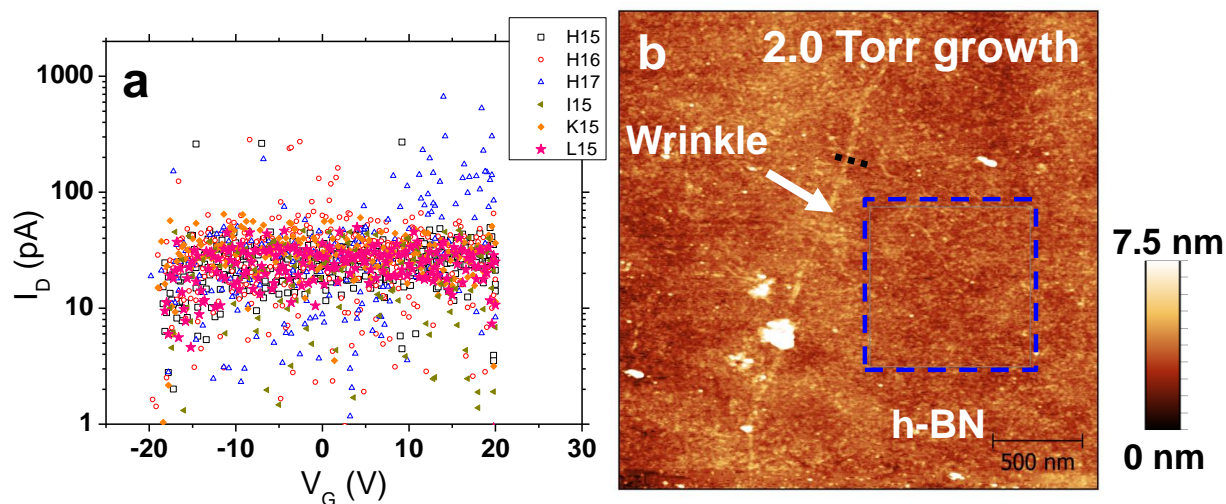 a
I_D (pA)
1000
100
10
1
-20 -10 0 10 20 30
V_G (V)
H15
H16
H17
I15
K15
L15
b
2.0 Torr growth
Wrinkle
h-BN
500 nm
7.5 nm
0 nm